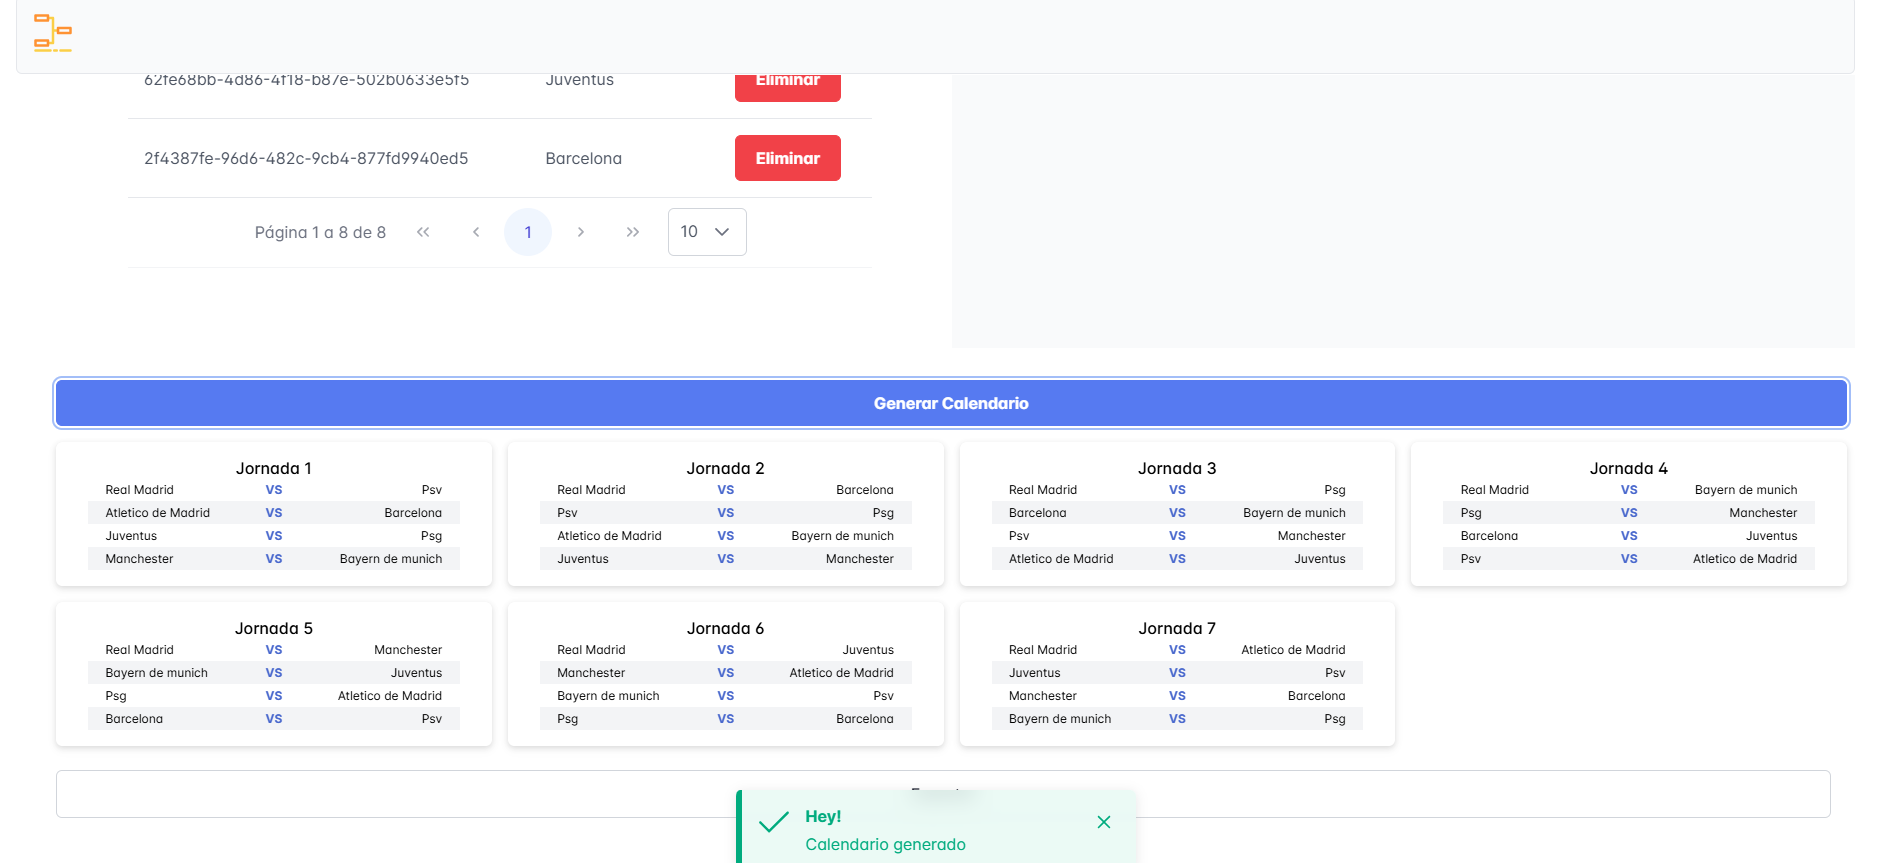 62fe68bb-4d86-4f18-b87e-502b0633e5f5 Juventus Eliminar
2f4387fe-96d6-482c-9cb4-877fd9940ed5 Barcelona Eliminar
Página 1 a 8 de 8 1 10
Generar Calendario
Jornada 1
Real Madrid VS Psv
Atletico de Madrid VS Barcelona
Juventus VS Psg
Manchester VS Bayern de munich
Jornada 2
Real Madrid VS Barcelona
Psv VS Psg
Atletico de Madrid VS Bayern de munich
Juventus VS Manchester
Jornada 3
Real Madrid VS Psg
Barcelona VS Bayern de munich
Psv VS Manchester
Atletico de Madrid VS Juventus
Jornada 4
Real Madrid VS Bayern de munich
Psg VS Manchester
Barcelona VS Juventus
Psv VS Atletico de Madrid
Jornada 5
Real Madrid VS Manchester
Bayern de munich VS Juventus
Psg VS Atletico de Madrid
Barcelona VS Psv
Jornada 6
Real Madrid VS Juventus
Manchester VS Atletico de Madrid
Bayern de munich VS Psv
Psg VS Barcelona
Jornada 7
Real Madrid VS Atletico de Madrid
Juventus VS Psv
Manchester VS Barcelona
Bayern de munich VS Psg
Hey!
Calendario generado